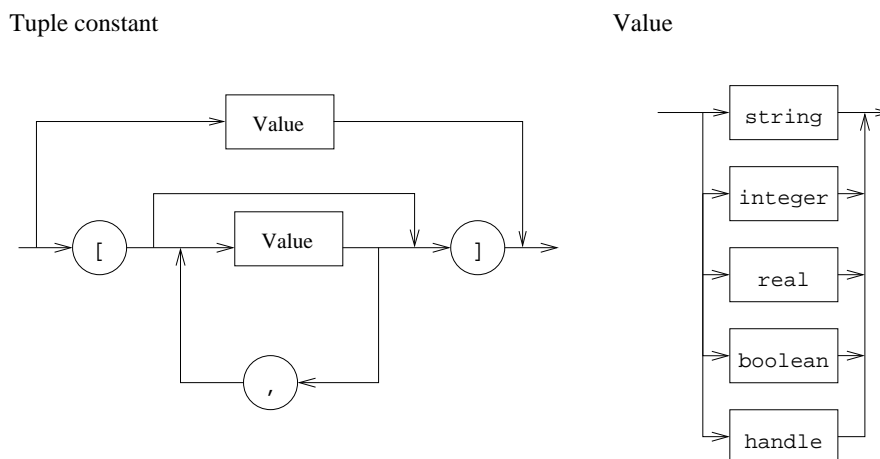 Tuple constant
Value
Value
[
Value
]
,
string
integer
real
boolean
handle